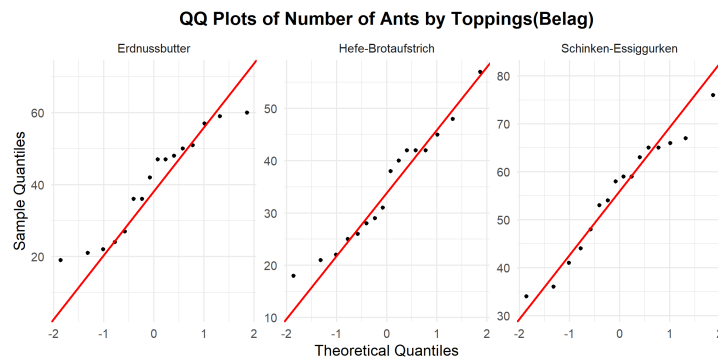 QQ Plots of Number of Ants by Toppings(Belag)
Erdnussbutter
Hefe-Brotaufstrich
Schinken-Essiggurken
Sample Quantiles
60
40
20
50
40
30
20
10
80
70
60
50
40
30
-2 -1 0 1 2
-2 -1 0 1 2
-2 -1 0 1 2
Theoretical Quantiles